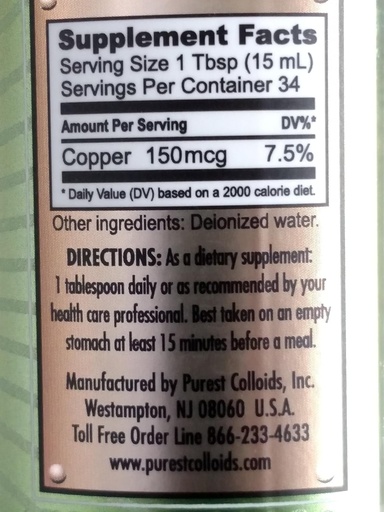 Supplement Facts
Serving Size 1 Tbsp (15 mL)
Servings Per Container 34
Amount Per Serving DV%*
Copper 150mcg 7.5%
* Daily Value (DV) based on a 2000 calorie diet.
Other ingredients: Deionized water.
DIRECTIONS: As a dietary supplement:
1 tablespoon daily or as recommended by your
health care professional. Best taken on an empty
stomach at least 15 minutes before a meal.
Manufactured by Purest Colloids, Inc.
Westampton, NJ 08060 U.S.A.
Toll Free Order Line 866-233-4633
www.purestcolloids.com